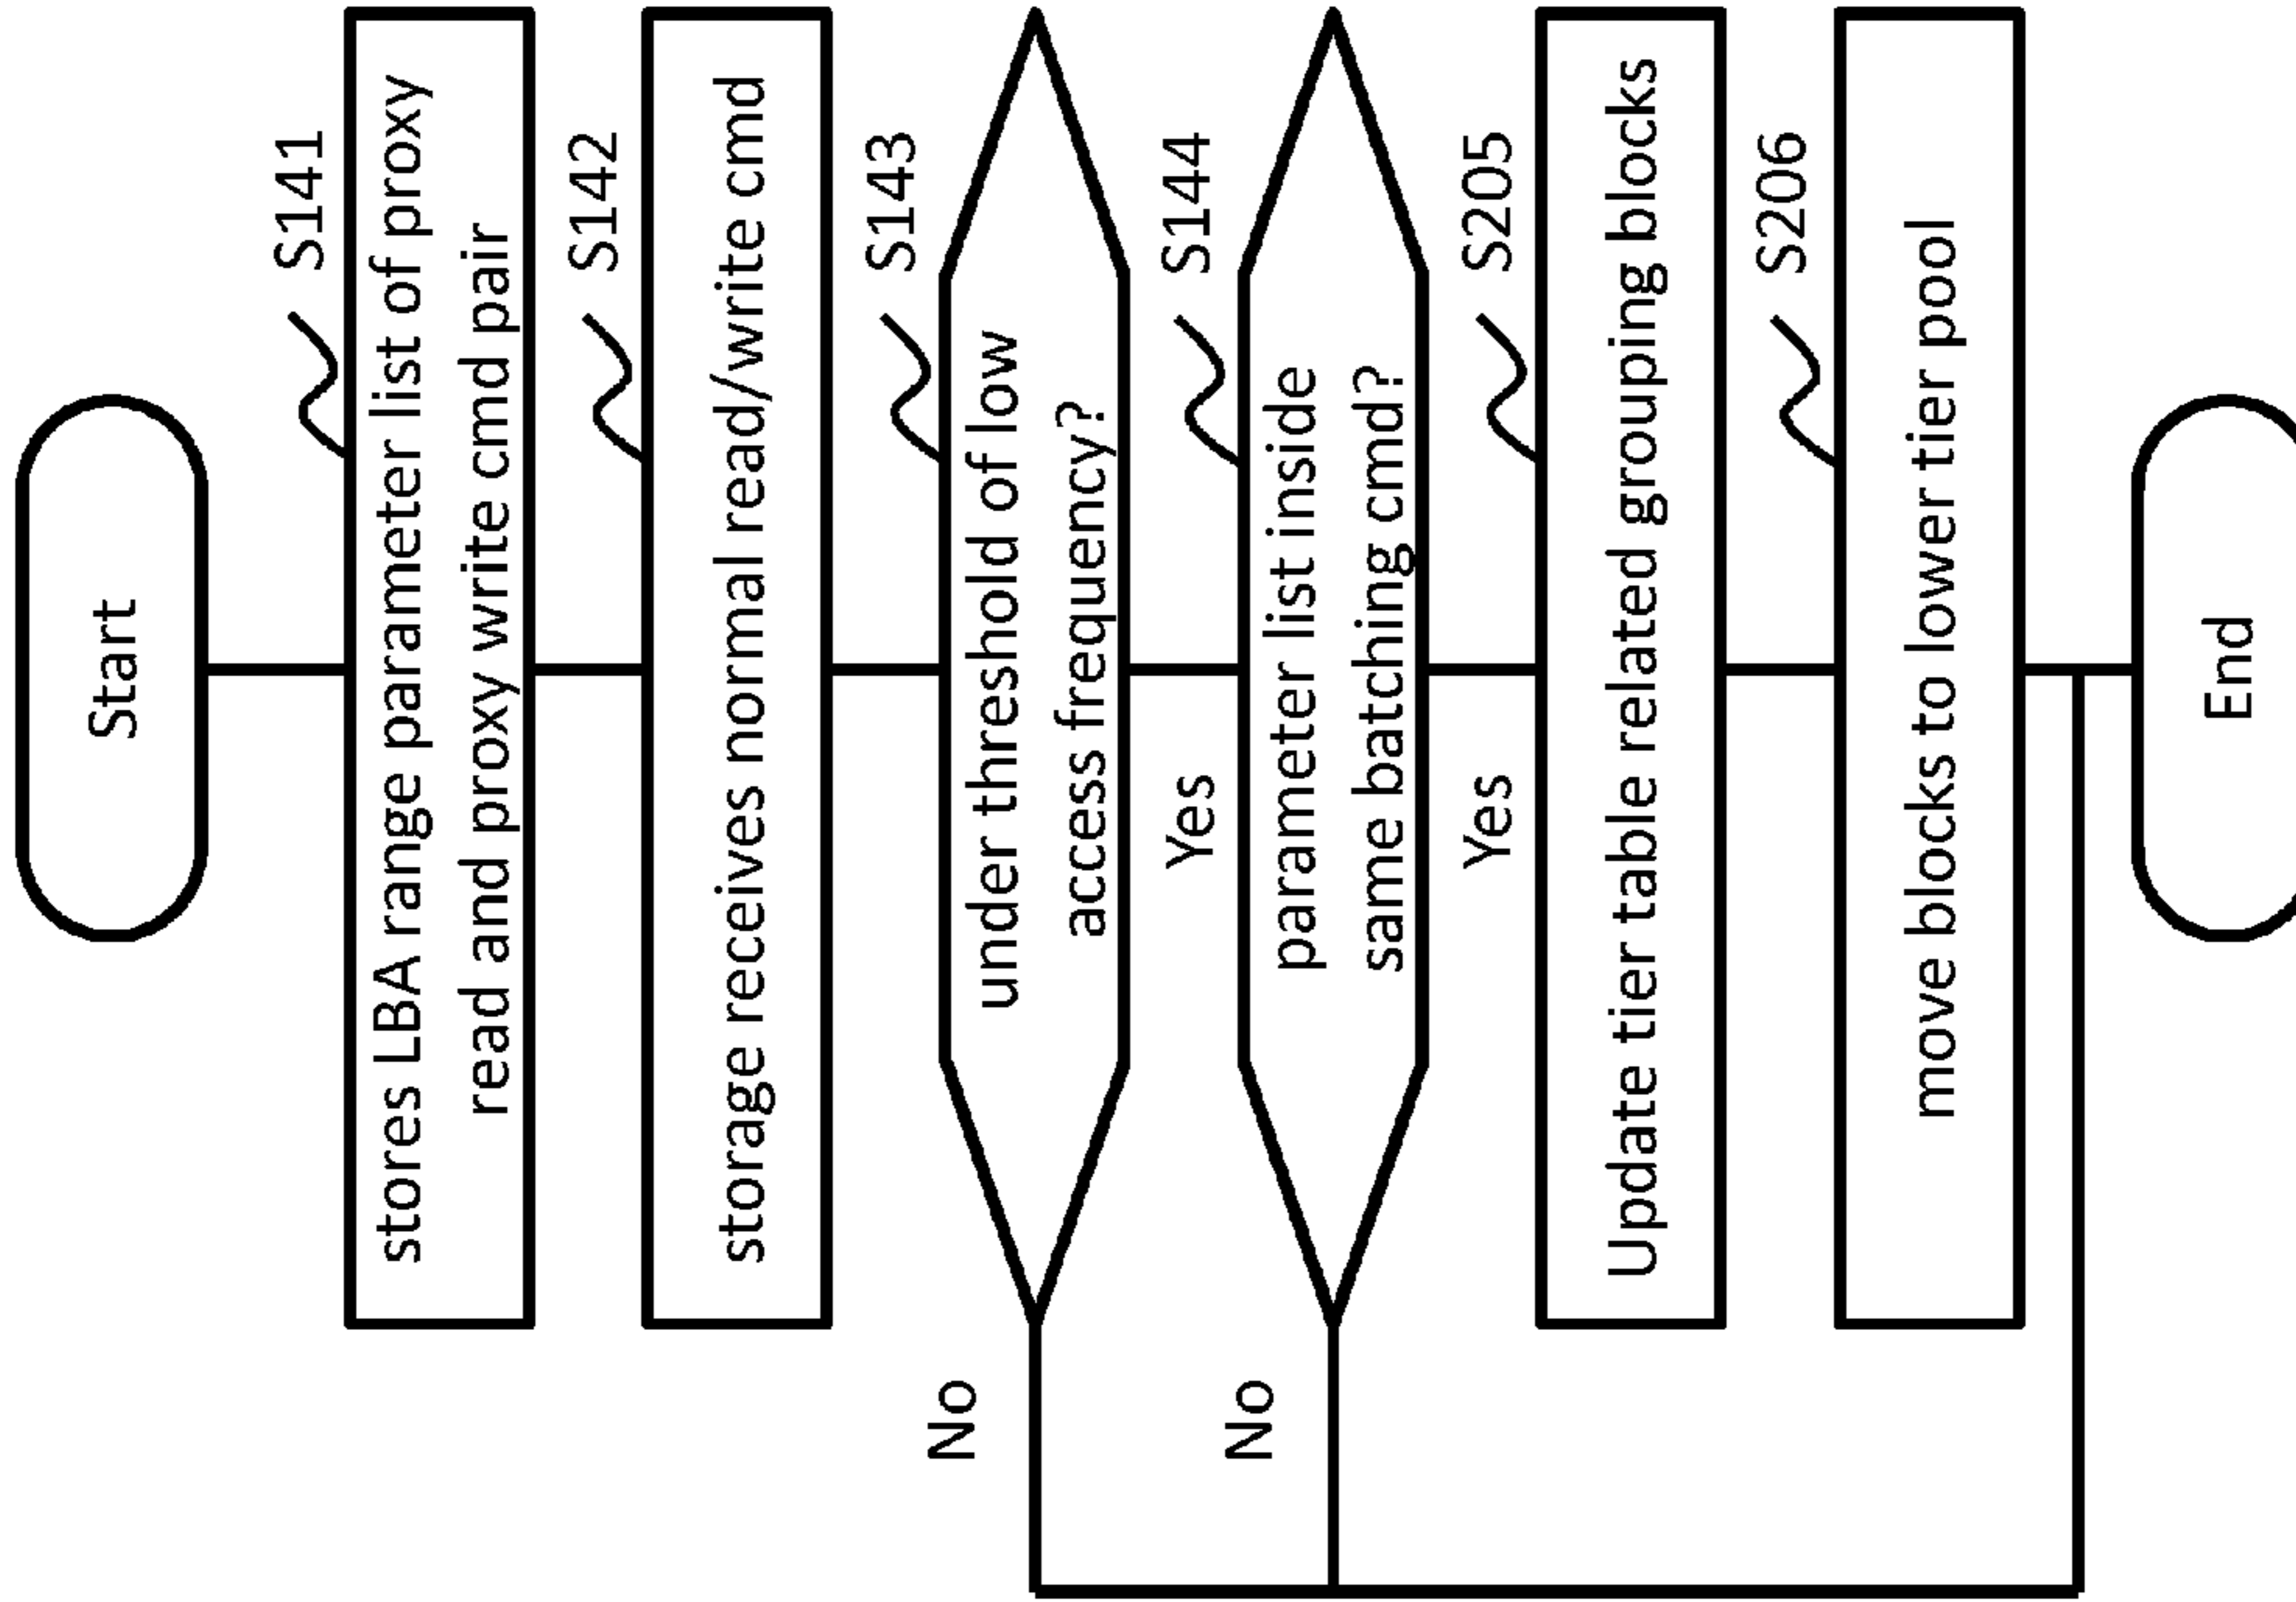 Start
S141
stores LBA range parameter list of proxy
read and proxy write cmd pair
S142
storage receives normal read/write cmd
S143
under threshold of low
access frequency?
No
Yes
S144
parameter list inside
same batching cmd?
No
Yes
S205
Update tier table related grouping blocks
S206
move blocks to lower tier pool
End